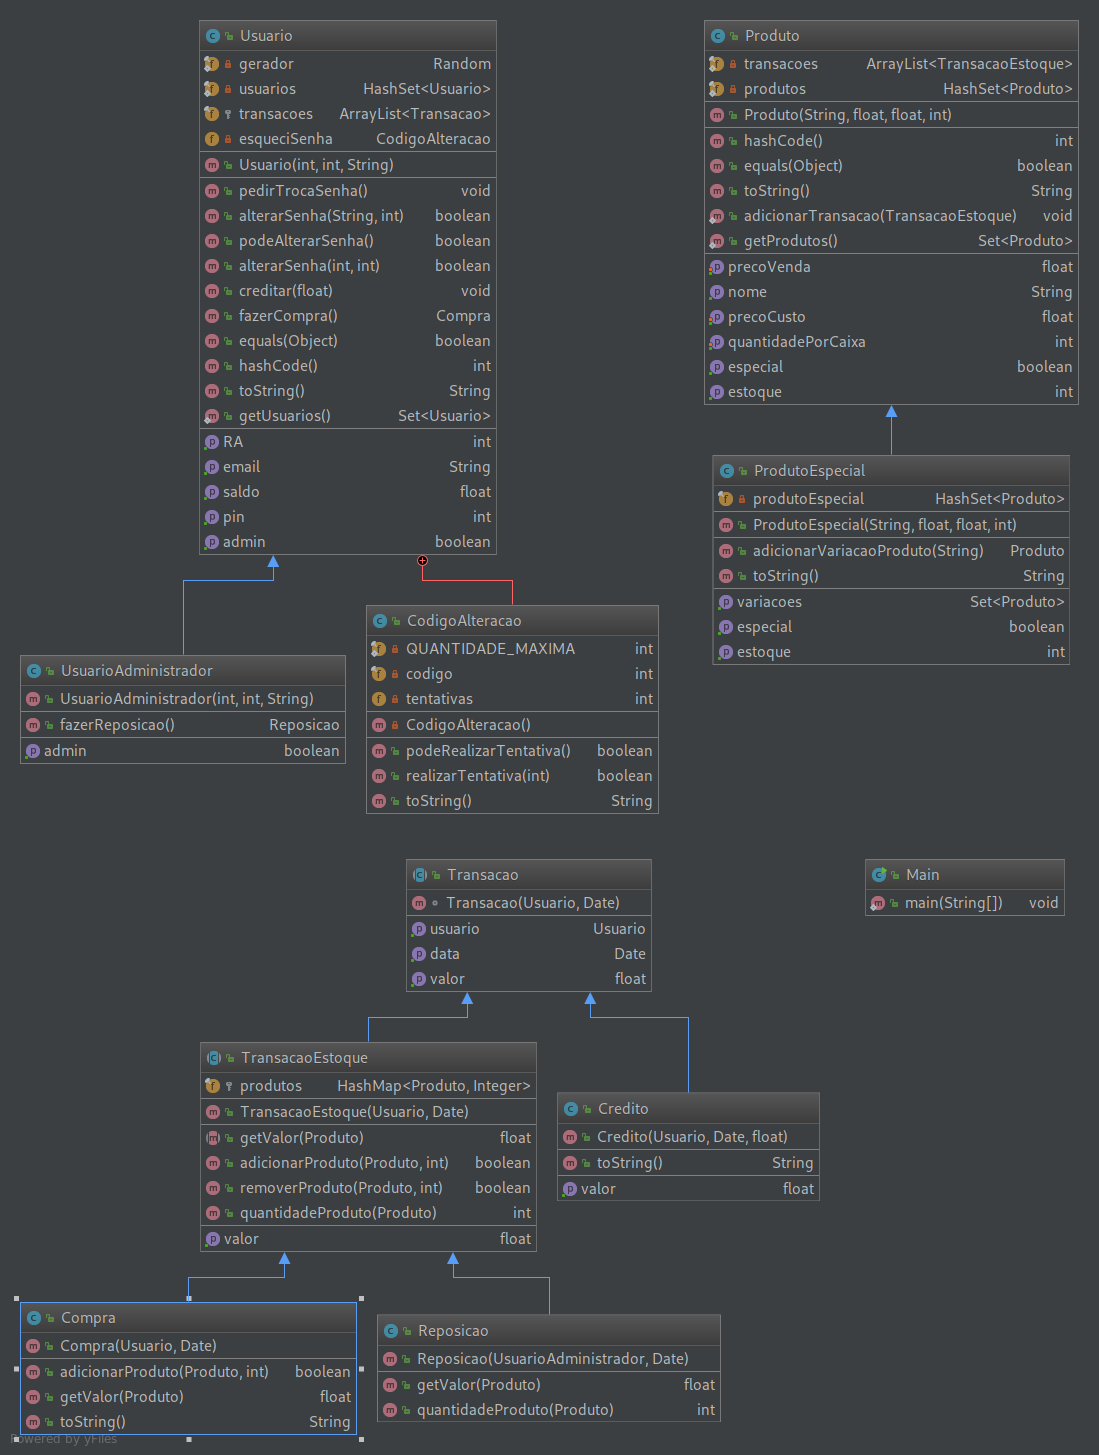 Usuario
gerador Random
usuarios HashSet<Usuario>
transacoes ArrayList<Transacao>
esqueciSenha CodigoAlteracao
Usuario(int, int, String)
pedirTrocaSenha() void
alterarSenha(String, int) boolean
podeAlterarSenha() boolean
alterarSenha(int, int) boolean
creditar(float) void
fazerCompra() Compra
equals(Object) boolean
hashCode() int
toString() String
getUsuarios() Set<Usuario>
RA int
email String
saldo float
pin int
admin boolean
Produto
transacoes ArrayList<TransacaoEstoque>
produtos HashSet<Produto>
Produto(String, float, float, int)
hashCode() int
equals(Object) boolean
toString() String
adicionarTransacao(TransacaoEstoque) void
getProdutos() Set<Produto>
precoVenda float
nome String
precoCusto float
quantidadePorCaixa int
especial boolean
estoque int
ProdutoEspecial
produtoEspecial HashSet<Produto>
ProdutoEspecial(String, float, float, int)
adicionarVariacaoProduto(String) Produto
toString() String
variacoes Set<Produto>
especial boolean
estoque int
UsuarioAdministrador
UsuarioAdministrador(int, int, String)
fazerReposicao() Reposicao
admin boolean
CodigoAlteracao
QUANTIDADE_MAXIMA int
codigo int
tentativas int
CodigoAlteracao()
podeRealizarTentativa() boolean
realizarTentativa(int) boolean
toString() String
Transacao
Transacao(Usuario, Date)
usuario Usuario
data Date
valor float
Main
main(String[]) void
TransacaoEstoque
produtos HashMap<Produto, Integer>
TransacaoEstoque(Usuario, Date)
getValor(Produto) float
adicionarProduto(Produto, int) boolean
removerProduto(Produto, int) boolean
quantidadeProduto(Produto) int
valor float
Credito
Credito(Usuario, Date, float)
toString() String
valor float
Compra
Compra(Usuario, Date)
adicionarProduto(Produto, int) boolean
getValor(Produto) float
toString() String
Reposicao
Reposicao(UsuarioAdministrador, Date)
getValor(Produto) float
quantidadeProduto(Produto) int
Powered by yFiles